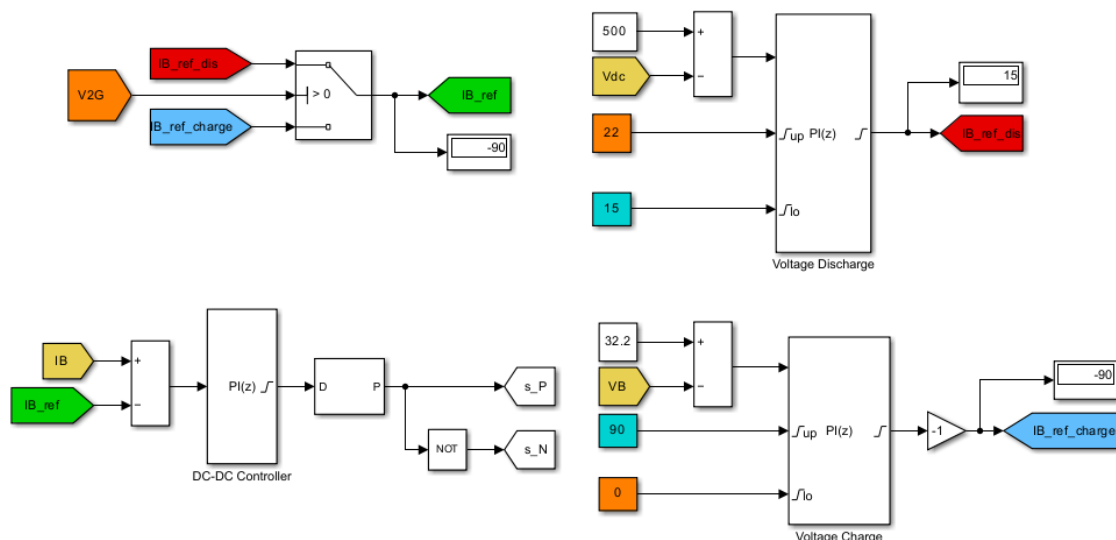 IB_ref_dis
V2G
> 0
IB_ref
IB_ref_charge
-90
500
+
Vdc
−
15
22
up
PI(z)
IB_ref_dis
15
lo
Voltage Discharge
IB
+
IB_ref
−
PI(z)
D
P
s_P
NOT
s_N
DC-DC Controller
32.2
+
VB
−
-90
90
up
PI(z)
-1
IB_ref_charge
0
lo
Voltage Charge